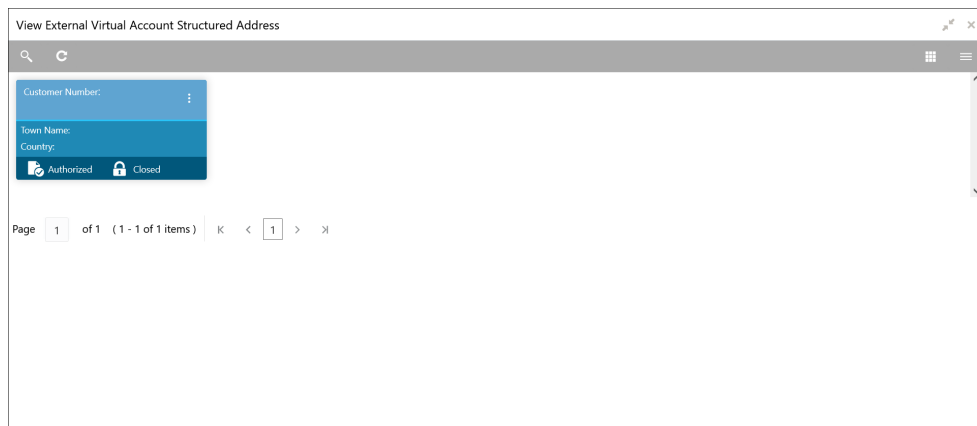 View External Virtual Account Structured Address
Customer Number:
Town Name:
Country:
Authorized Closed
Page 1 of 1 ( 1 - 1 of 1 items ) 1